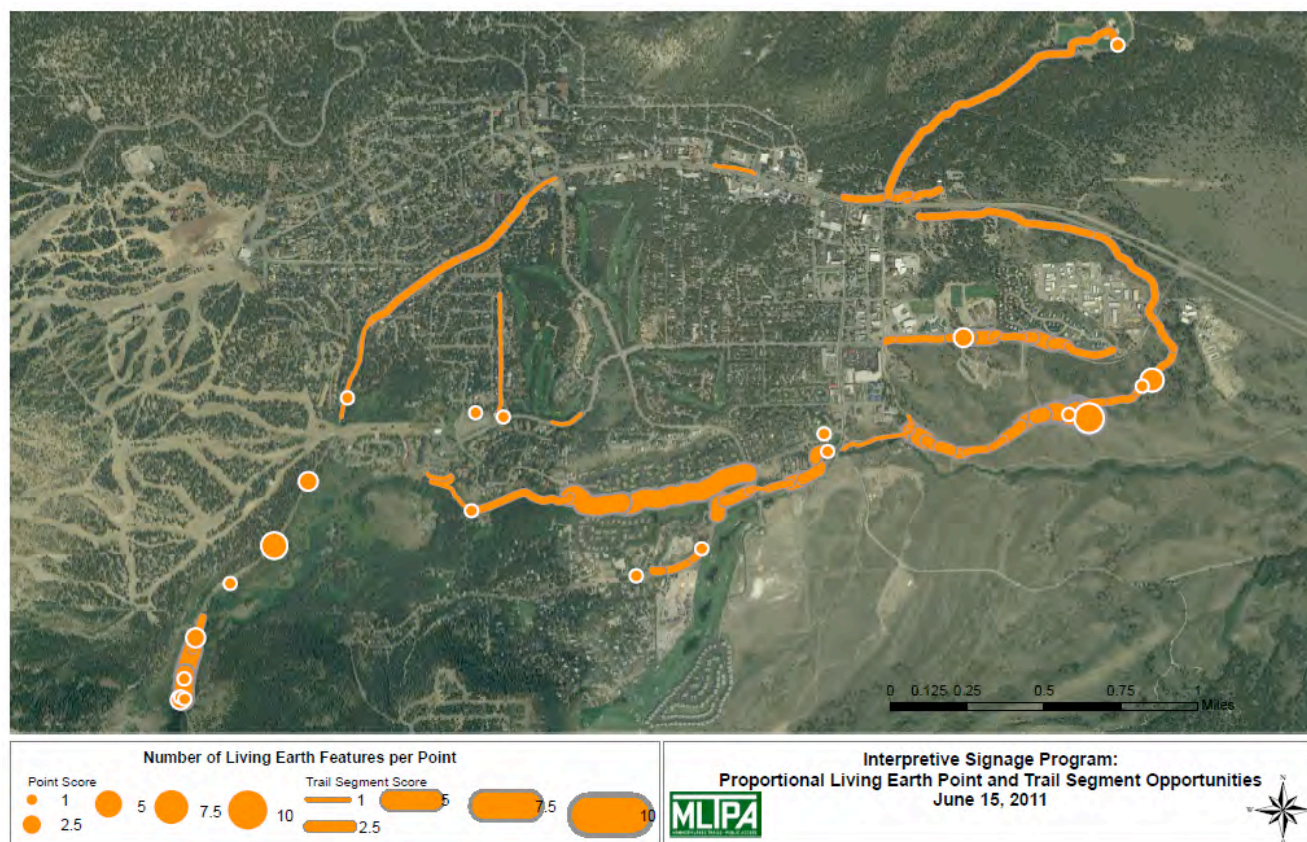 0 0.125 0.25 0.5 0.75 1
Miles
Number of Living Earth Features per Point
Point Score
1
2.5
5
7.5
10
Trail Segment Score
1
2.5
5
7.5
10
Interpretive Signage Program:
Proportional Living Earth Point and Trail Segment Opportunities
June 15, 2011
MLTPA
N
W